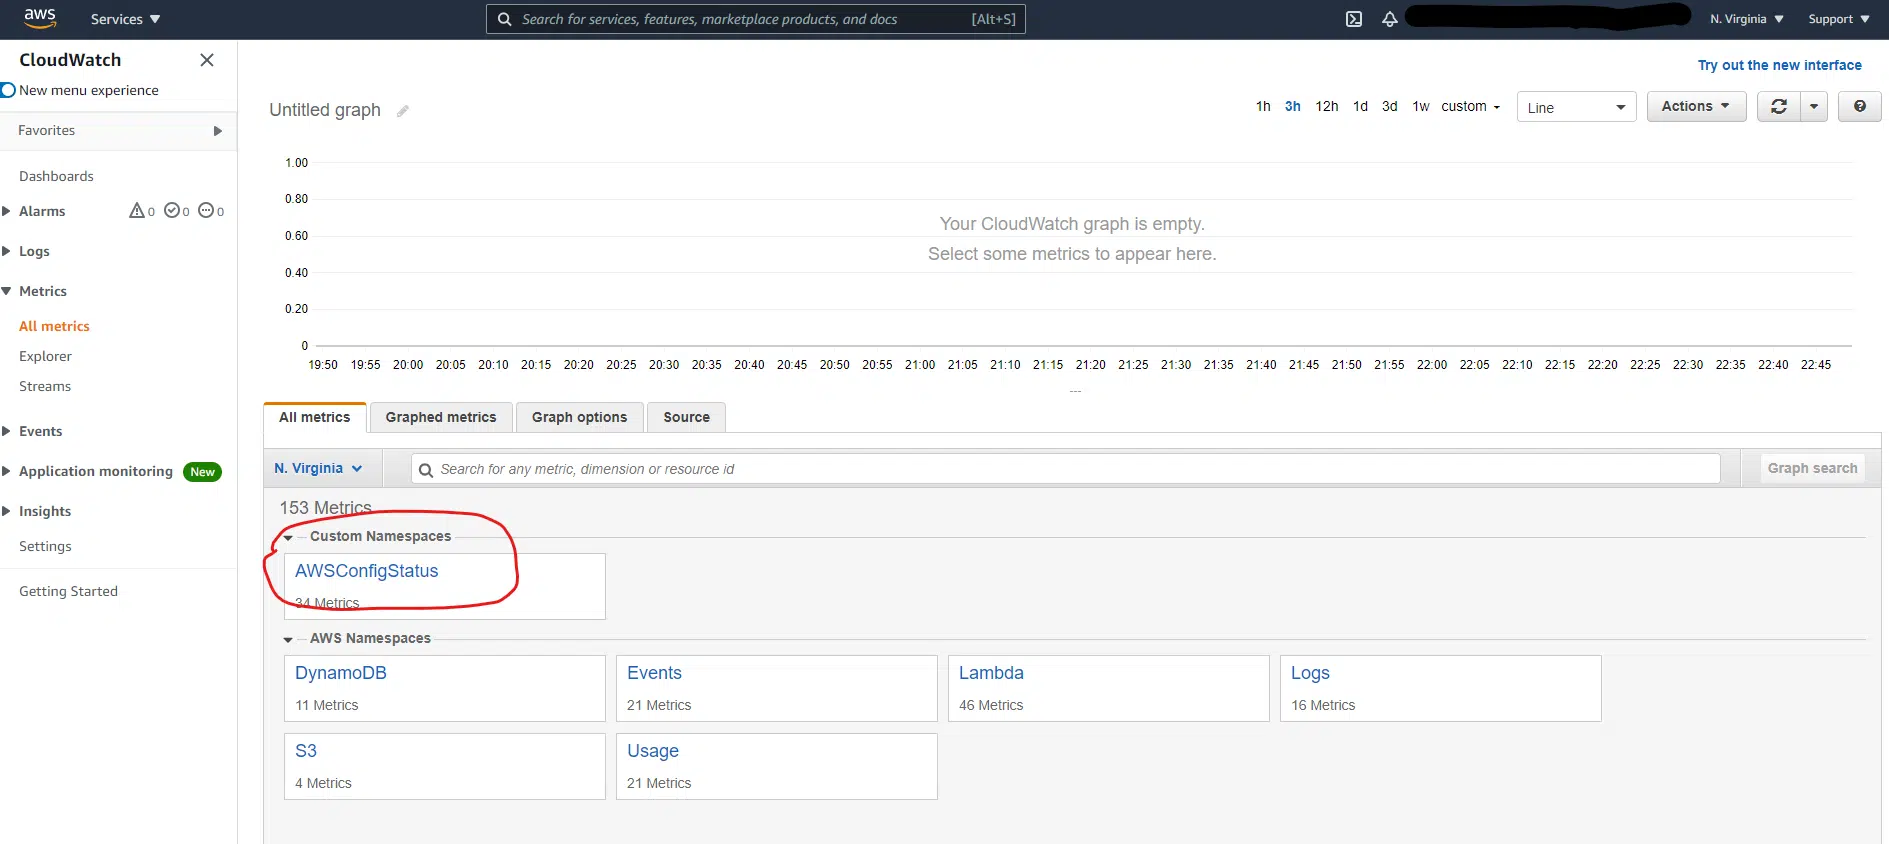 aws Services Search for services, features, marketplace products, and docs [Alt+S] N. Virginia Support
CloudWatch
New menu experience
Favorites
Dashboards
Alarms 0 0 0
Logs
Metrics
All metrics
Explorer
Streams
Events
Application monitoring New
Insights
Settings
Getting Started
Try out the new interface
Untitled graph 1h 3h 12h 1d 3d 1w custom Line Actions
1.00
0.80
0.60
0.40
0.20
0
Your CloudWatch graph is empty.
Select some metrics to appear here.
19:50 19:55 20:00 20:05 20:10 20:15 20:20 20:25 20:30 20:35 20:40 20:45 20:50 20:55 21:00 21:05 21:10 21:15 21:20 21:25 21:30 21:35 21:40 21:45 21:50 21:55 22:00 22:05 22:10 22:15 22:20 22:25 22:30 22:35 22:40 22:45
All metrics Graphed metrics Graph options Source
N. Virginia Search for any metric, dimension or resource id Graph search
153 Metrics
Custom Namespaces
AWSConfigStatus
34 Metrics
AWS Namespaces
DynamoDB Events Lambda Logs
11 Metrics 21 Metrics 46 Metrics 16 Metrics
S3 Usage
4 Metrics 21 Metrics